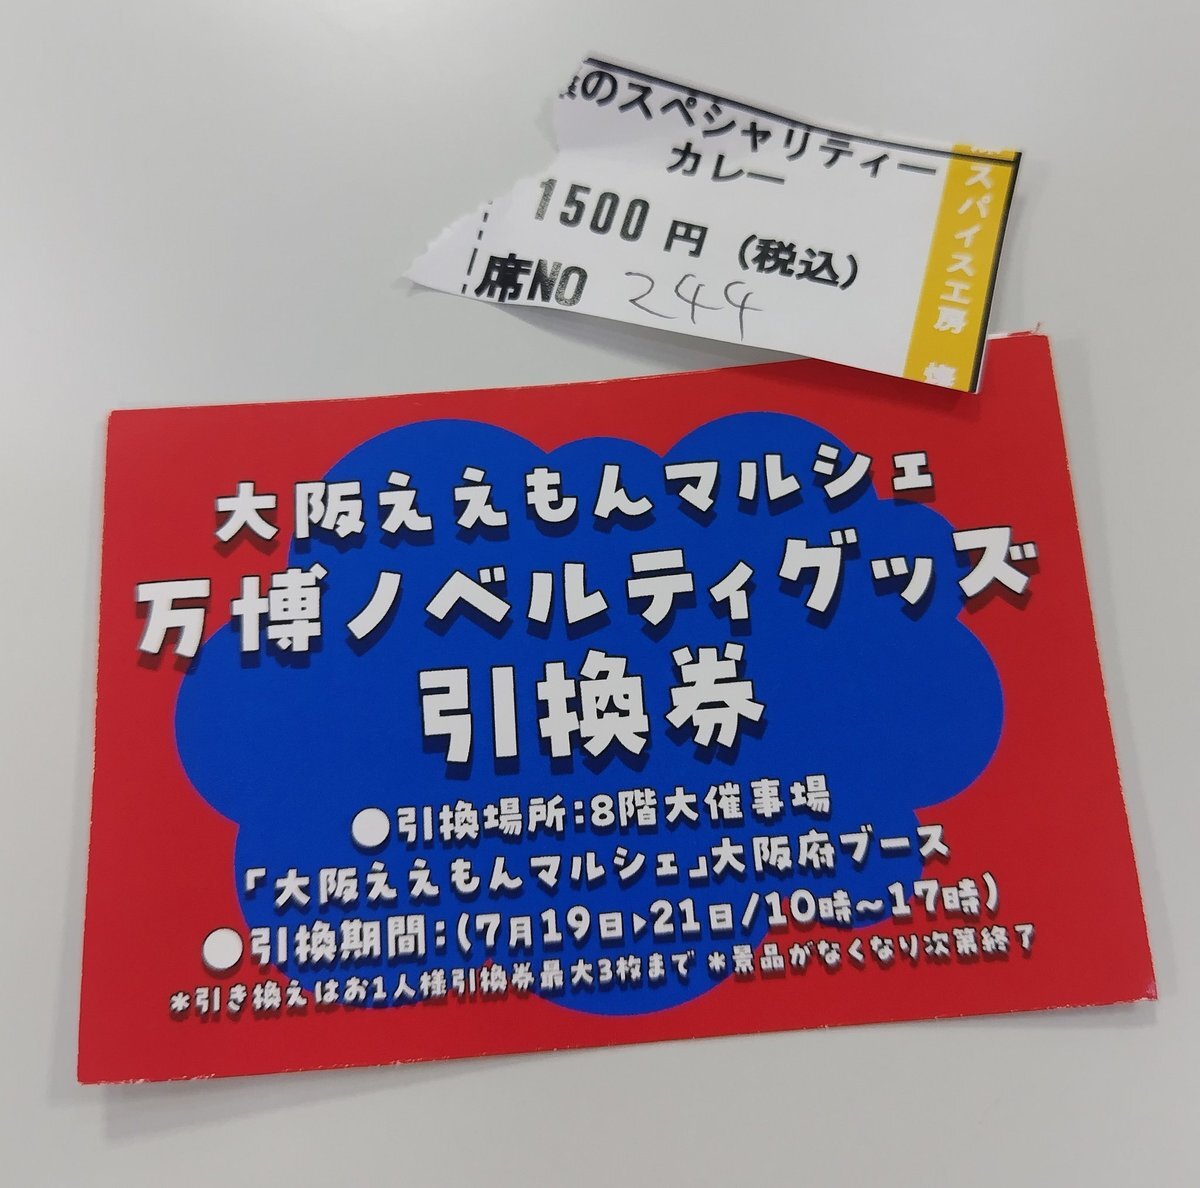 のスペシャリティー
カレー
1500円（税込）
席NO 244
スパイス工房
大阪ええもんマルシェ
万博ノベルティグッズ
引換券
●引換場所：8階大催事場
「大阪ええもんマルシェ」大阪府ブース
●引換期間：(7月19日▸21日/10時〜17時)
*引き換えはお1人様引換券最大3枚まで *景品がなくなり次第終了